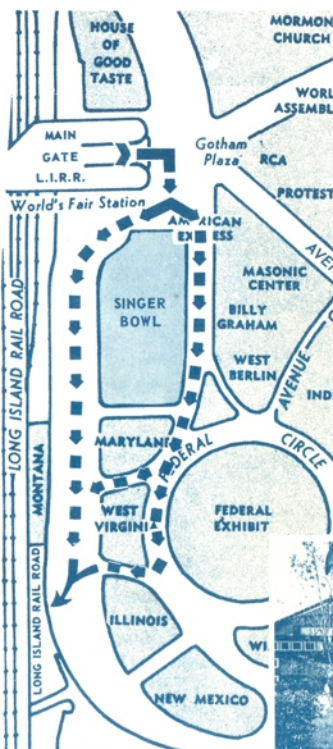 HOUSE
OF
GOOD
TASTE
MORMON
CHURCH
WORL
ASSEMBL
MAIN
GATE
L.I.R.R.
Gotham
Plaza
RCA
World's Fair Station
PROTEST
AMERICAN
EXPRESS
AVEN
MASONIC
CENTER
SINGER
BOWL
BILLY
GRAHAM
WEST
BERLIN
AVENUE
IND
LONG ISLAND RAIL ROAD
MARYLAND
FEDERAL
CIRCLE
MONTANA
WEST
VIRGINI
FEDERAL
EXHIBIT
LONG ISLAND RAIL ROAD
ILLINOIS
WI
NEW MEXICO